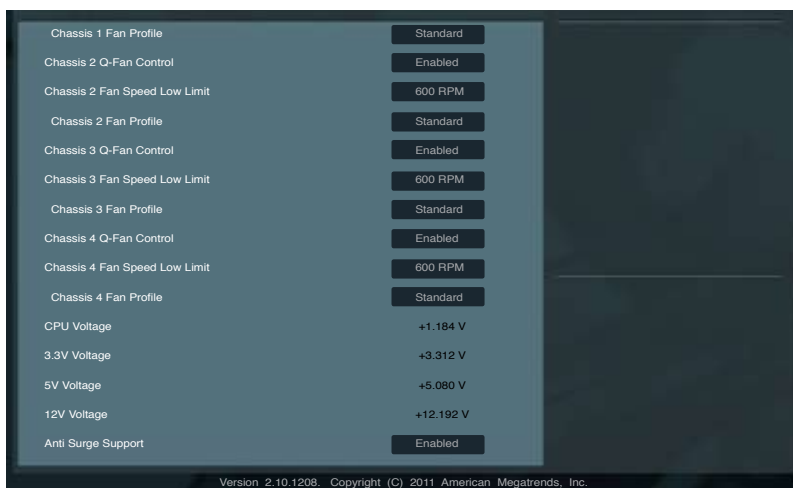 Chassis 1 Fan Profile Standard
Chassis 2 Q-Fan Control Enabled
Chassis 2 Fan Speed Low Limit 600 RPM
Chassis 2 Fan Profile Standard
Chassis 3 Q-Fan Control Enabled
Chassis 3 Fan Speed Low Limit 600 RPM
Chassis 3 Fan Profile Standard
Chassis 4 Q-Fan Control Enabled
Chassis 4 Fan Speed Low Limit 600 RPM
Chassis 4 Fan Profile Standard
CPU Voltage +1.184 V
3.3V Voltage +3.312 V
5V Voltage +5.080 V
12V Voltage +12.192 V
Anti Surge Support Enabled
Version 2.10.1208. Copyright (C) 2011 American Megatrends, Inc.